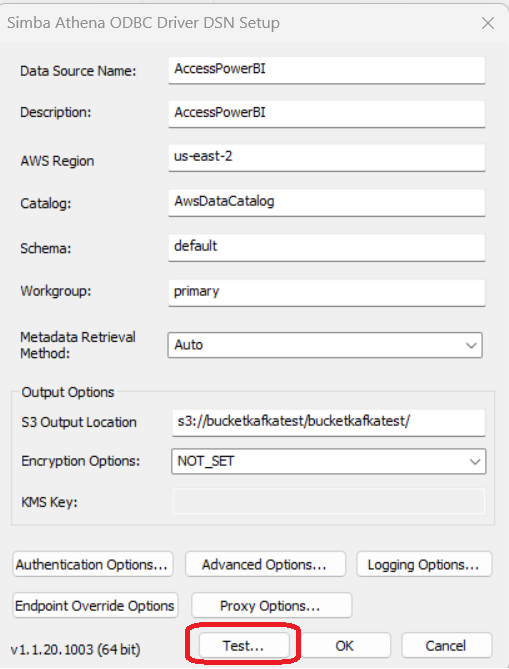 Simba Athena ODBC Driver DSN Setup
Data Source Name: AccessPowerBI
Description: AccessPowerBI
AWS Region us-east-2
Catalog: AwsDataCatalog
Schema: default
Workgroup: primary
Metadata Retrieval
Method: Auto
Output Options
S3 Output Location s3://bucketkafkatest/bucketkafkatest/
Encryption Options: NOT_SET
KMS Key:
Authentication Options... Advanced Options... Logging Options...
Endpoint Override Options Proxy Options...
v1.1.20.1003 (64 bit) Test... OK Cancel